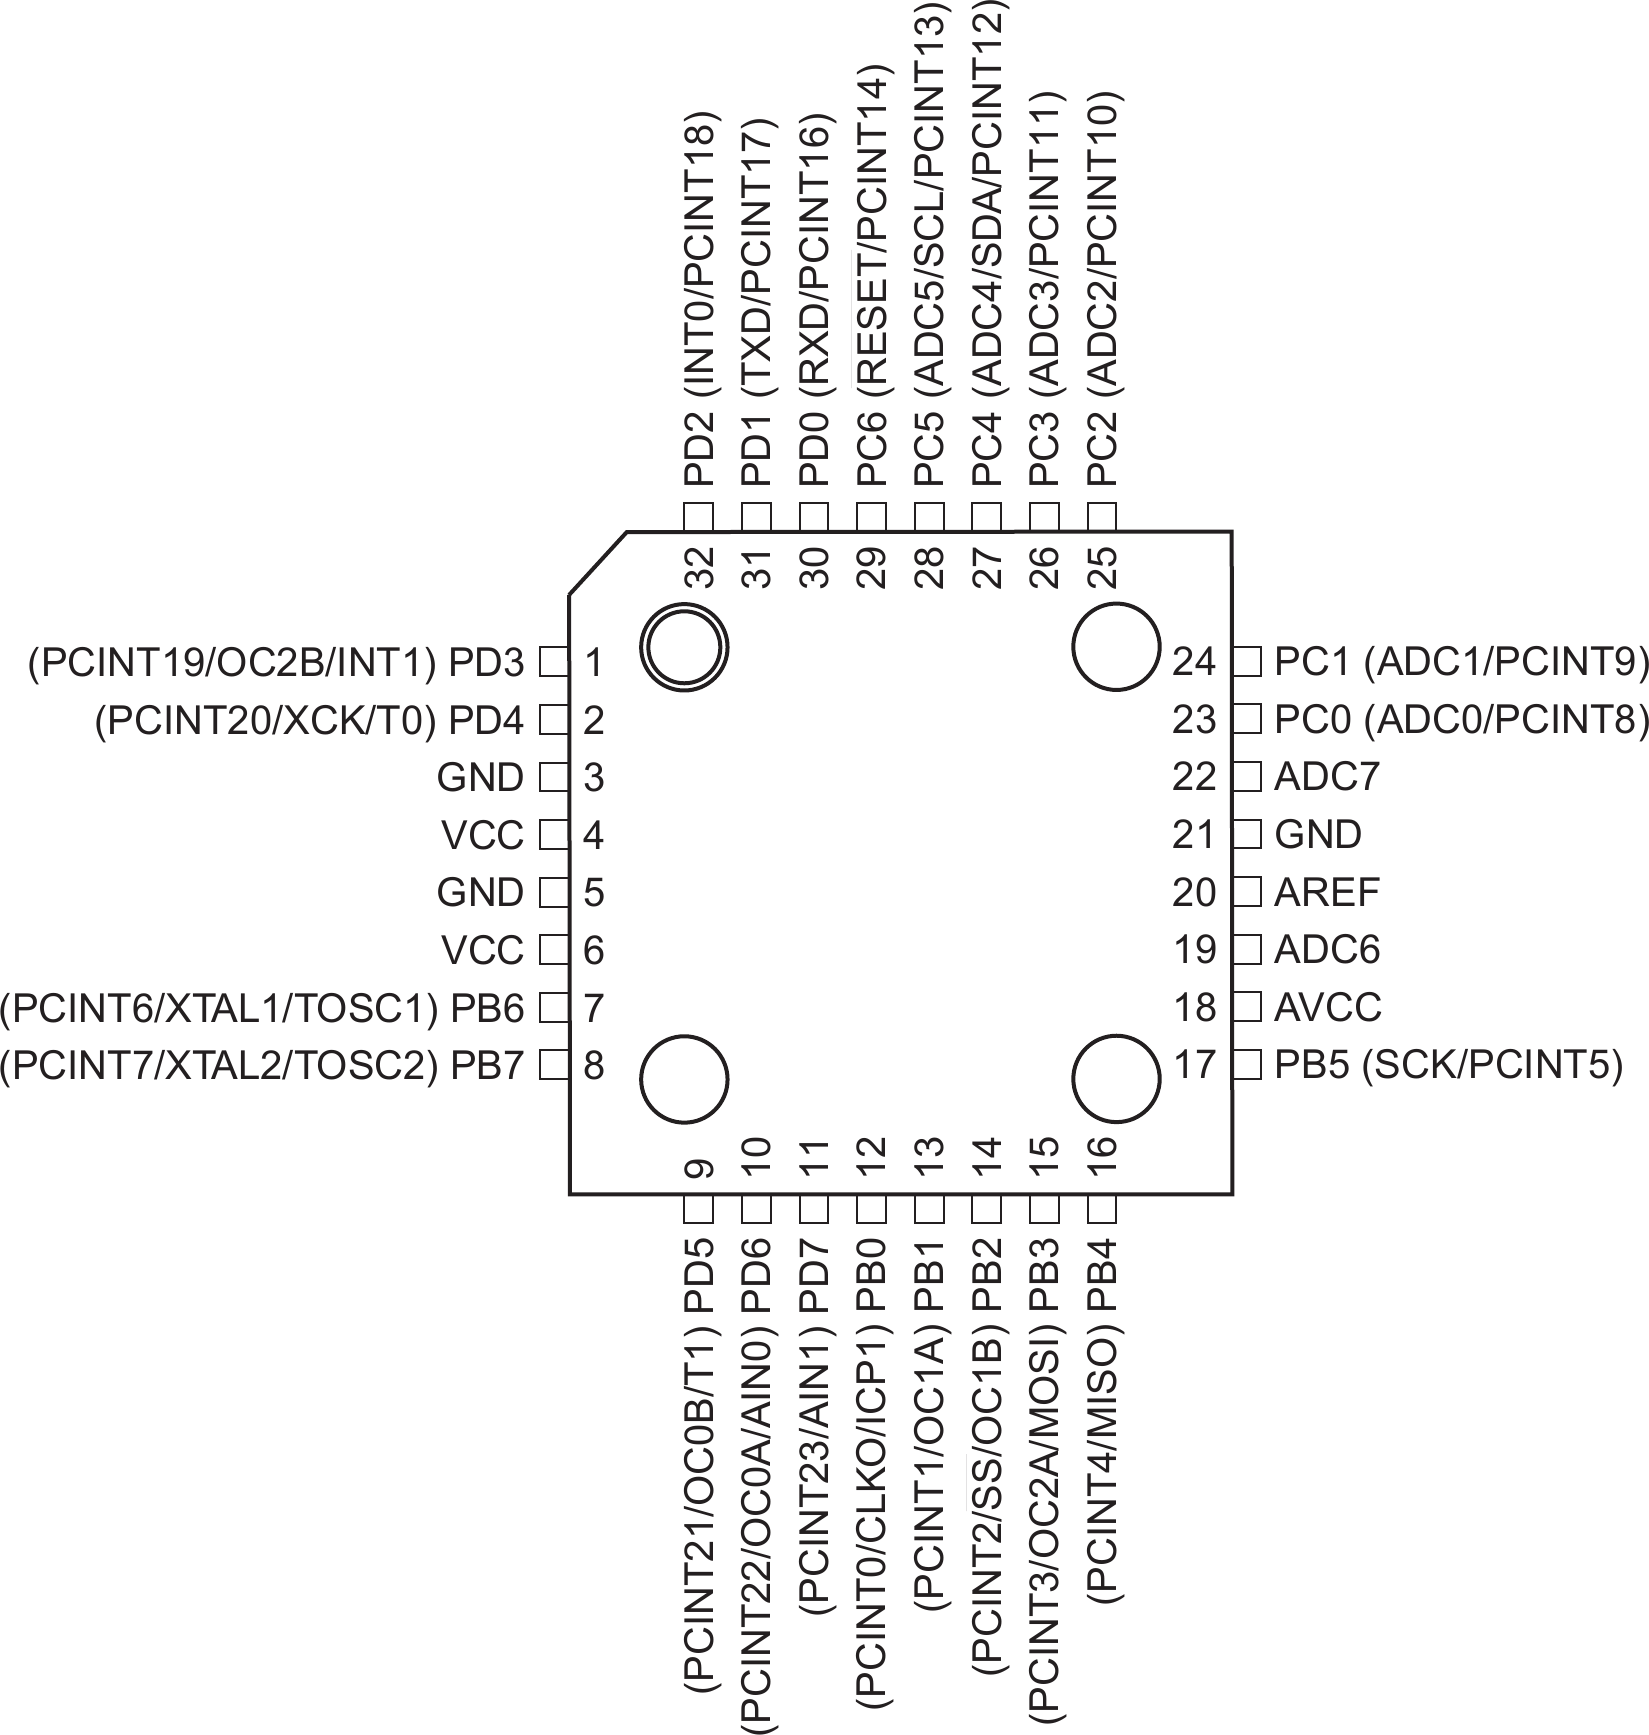 PD2 (INT0/PCINT18)
PD1 (TXD/PCINT17)
PD0 (RXD/PCINT16)
PC6 (RESET/PCINT14)
PC5 (ADC5/SCL/PCINT13)
PC4 (ADC4/SDA/PCINT12)
PC3 (ADC3/PCINT11)
PC2 (ADC2/PCINT10)
32
31
30
29
28
27
26
25
(PCINT19/OC2B/INT1) PD3 1
(PCINT20/XCK/T0) PD4 2
GND 3
VCC 4
GND 5
VCC 6
(PCINT6/XTAL1/TOSC1) PB6 7
(PCINT7/XTAL2/TOSC2) PB7 8
24 PC1 (ADC1/PCINT9)
23 PC0 (ADC0/PCINT8)
22 ADC7
21 GND
20 AREF
19 ADC6
18 AVCC
17 PB5 (SCK/PCINT5)
9
10
11
12
13
14
15
16
(PCINT21/OC0B/T1) PD5
(PCINT22/OC0A/AIN0) PD6
(PCINT23/AIN1) PD7
(PCINT0/CLKO/ICP1) PB0
(PCINT1/OC1A) PB1
(PCINT2/SS/OC1B) PB2
(PCINT3/OC2A/MOSI) PB3
(PCINT4/MISO) PB4